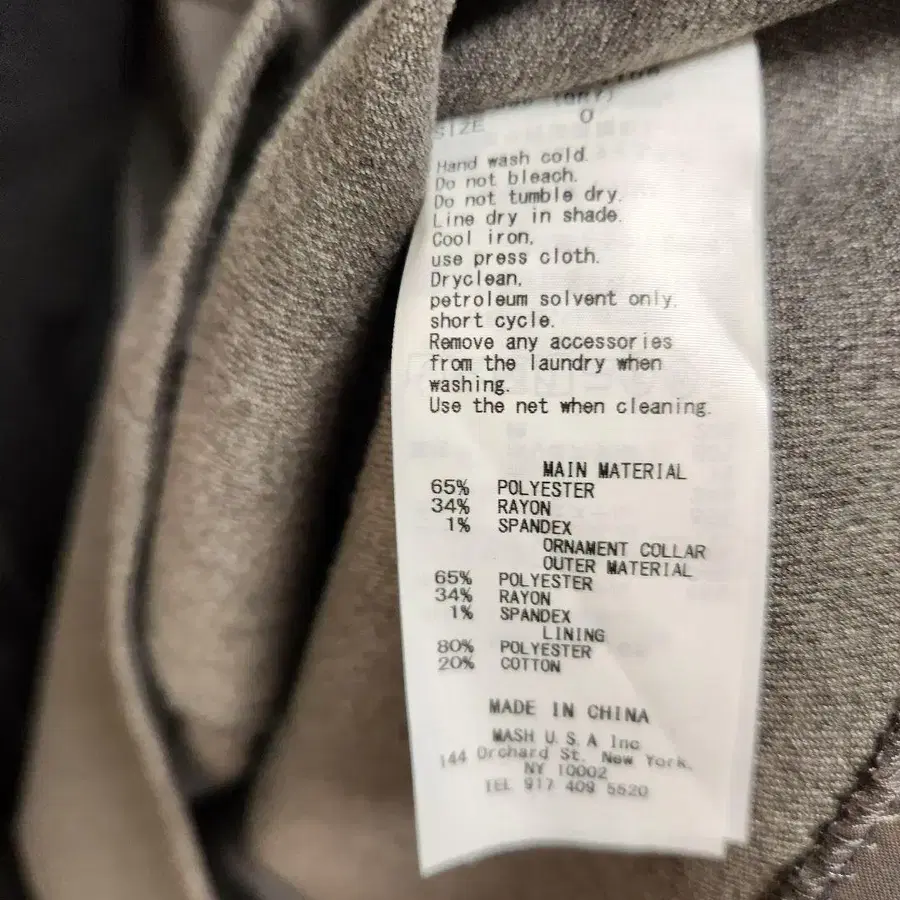 (DRY)
SIZE 0
Hand wash cold.
Do not bleach.
Do not tumble dry.
Line dry in shade.
Cool iron,
use press cloth.
Dryclean,
petroleum solvent only,
short cycle.
Remove any accessories
from the laundry when
washing.
Use the net when cleaning.
MAIN MATERIAL
65% POLYESTER
34% RAYON
1% SPANDEX
ORNAMENT COLLAR
OUTER MATERIAL
65% POLYESTER
34% RAYON
1% SPANDEX
LINING
80% POLYESTER
20% COTTON
MADE IN CHINA
MASH U.S.A Inc
144 Orchard St. New York,
NY 10002
TEL 917 409 5520